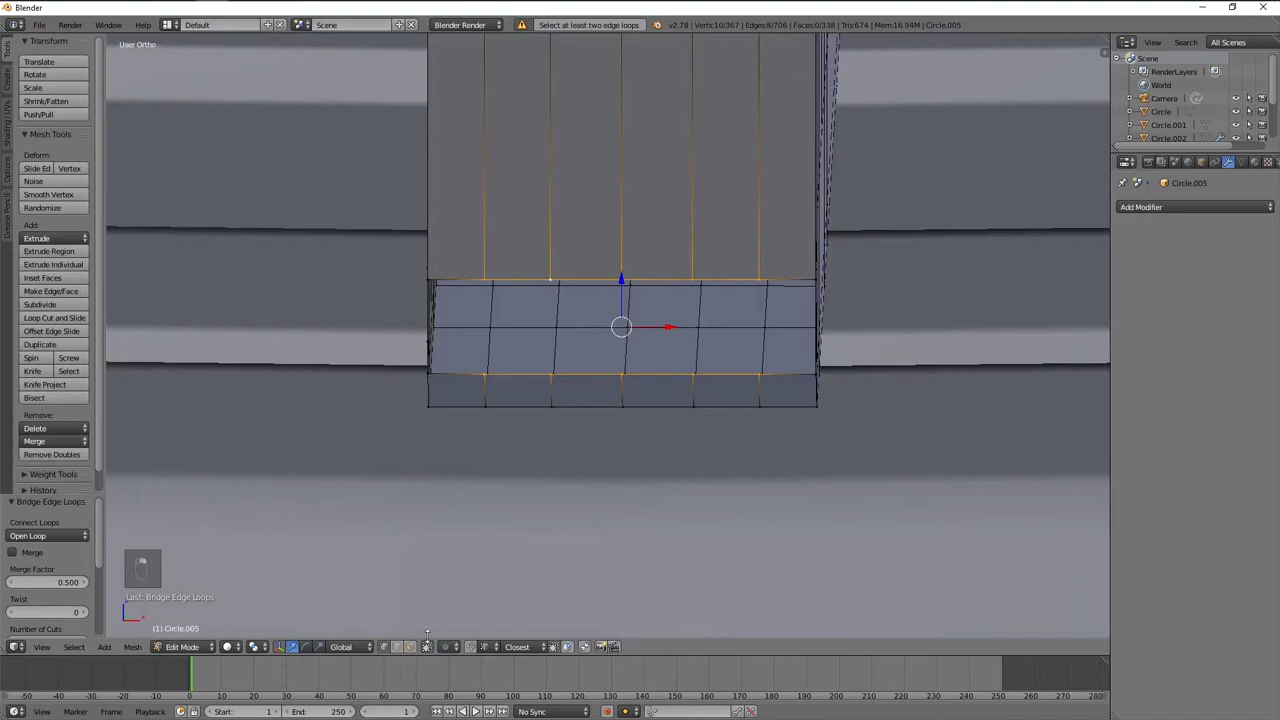 Blender
File Render Window Help Default Scene Blender Render Select at least two edge loops v2.78 | Verts:10/367 | Edges:8/706 | Faces:0/338 | Tris:674 | Mem:16.94M | Circle.005
Transform
Translate
Rotate
Scale
Shrink/Fatten
Push/Pull
Mesh Tools
Deform:
Slide Ed Vertex
Noise
Smooth Vertex
Randomize
Add:
Extrude
Extrude Region
Extrude Individual
Inset Faces
Make Edge/Face
Subdivide
Loop Cut and Slide
Offset Edge Slide
Duplicate
Spin Screw
Knife Select
Knife Project
Bisect
Remove:
Delete
Merge
Remove Doubles
Weight Tools
History
Bridge Edge Loops
Connect Loops
Open Loop
Merge
Merge Factor
0.500
Twist
0
Number of Cuts
Tools
Create
Shading / UVs
Options
Grease Pencil
User Ortho
Last: Bridge Edge Loops
(1) Circle.005
View Search All Scenes
Scene
RenderLayers
World
Camera
Circle
Circle.001
Circle.002
Circle.005
Add Modifier
View Select Add Mesh Edit Mode Global Closest
-50 -40 -30 -20 -10 0 10 20 30 40 50 60 70 80 90 100 110 120 130 140 150 160 170 180 190 200 210 220 230 240 250 260 270 280
View Marker Frame Playback Start: 1 End: 250 1 No Sync